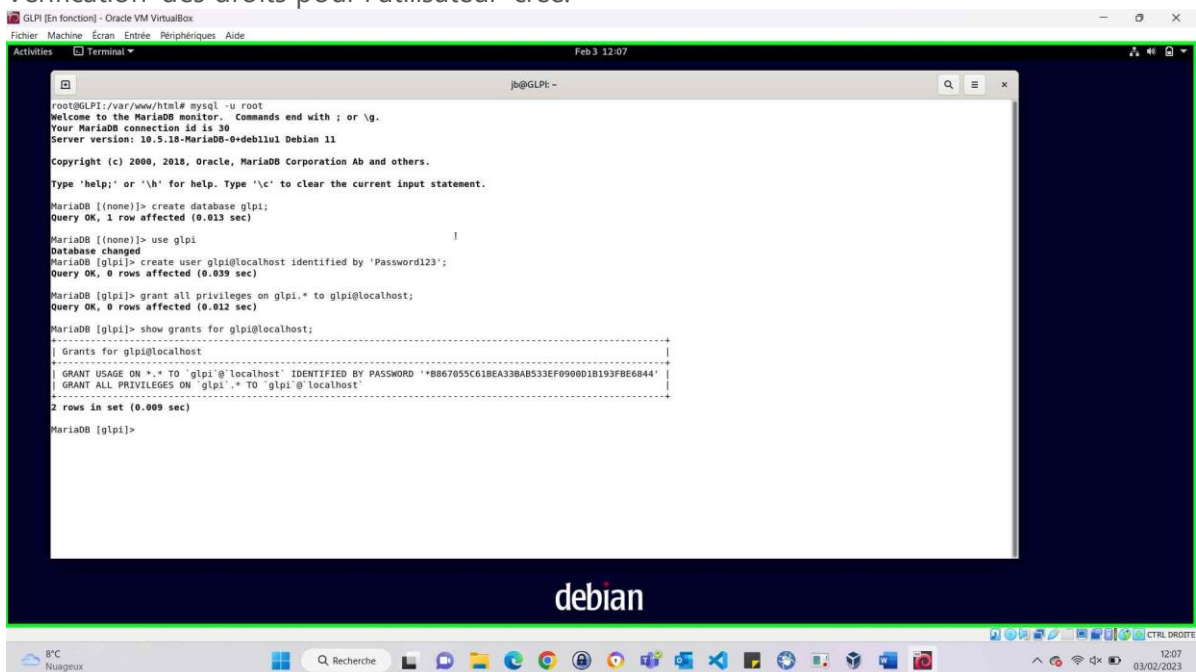 Vérification des droits pour l'utilisateur créé.
GLPI [En fonction] - Oracle VM VirtualBox
Fichier Machine Écran Entrée Périphériques Aide
Activities Terminal Feb 3 12:07
jb@GLPI: ~
root@GLPI:/var/www/html# mysql -u root
Welcome to the MariaDB monitor. Commands end with ; or \g.
Your MariaDB connection id is 30
Server version: 10.5.18-MariaDB-0+deb11u1 Debian 11
Copyright (c) 2000, 2018, Oracle, MariaDB Corporation Ab and others.
Type 'help;' or '\h' for help. Type '\c' to clear the current input statement.
MariaDB [(none)]> create database glpi;
Query OK, 1 row affected (0.013 sec)
MariaDB [(none)]> use glpi
Database changed
MariaDB [glpi]> create user glpi@localhost identified by 'Password123';
Query OK, 0 rows affected (0.039 sec)
MariaDB [glpi]> grant all privileges on glpi.* to glpi@localhost;
Query OK, 0 rows affected (0.012 sec)
MariaDB [glpi]> show grants for glpi@localhost;
+-----------------------------------------------------------------------------------------------------+
| Grants for glpi@localhost |
+-----------------------------------------------------------------------------------------------------+
| GRANT USAGE ON *.* TO `glpi`@`localhost` IDENTIFIED BY PASSWORD '*B867055C61BEA33BAB533EF0900D1B193FBE6844' |
| GRANT ALL PRIVILEGES ON `glpi`.* TO `glpi`@`localhost` |
+-----------------------------------------------------------------------------------------------------+
2 rows in set (0.009 sec)
MariaDB [glpi]>
debian
CTRL DROITE
8°C
Nuageux
Recherche
12:07
03/02/2023